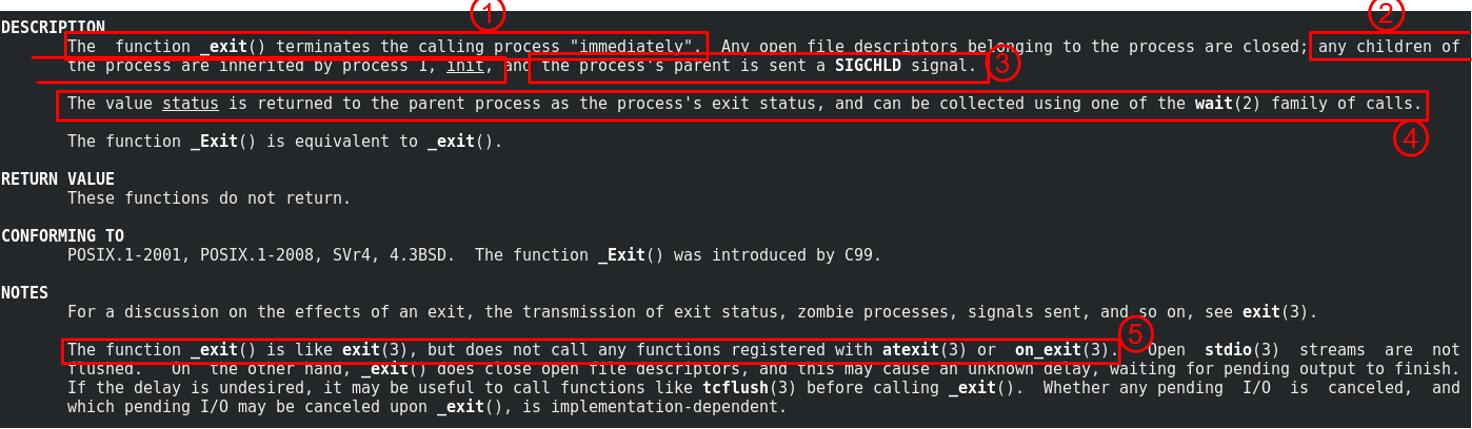 1
2
DESCRIPTION
The function _exit() terminates the calling process "immediately". Any open file descriptors belonging to the process are closed; any children of
the process are inherited by process 1, init, and the process's parent is sent a SIGCHLD signal.
3
The value status is returned to the parent process as the process's exit status, and can be collected using one of the wait(2) family of calls.
4
The function _Exit() is equivalent to _exit().
RETURN VALUE
These functions do not return.
CONFORMING TO
POSIX.1-2001, POSIX.1-2008, SVr4, 4.3BSD. The function _Exit() was introduced by C99.
NOTES
For a discussion on the effects of an exit, the transmission of exit status, zombie processes, signals sent, and so on, see exit(3).
5
The function _exit() is like exit(3), but does not call any functions registered with atexit(3) or on_exit(3). Open stdio(3) streams are not
flushed. On the other hand, _exit() does close open file descriptors, and this may cause an unknown delay, waiting for pending output to finish.
If the delay is undesired, it may be useful to call functions like tcflush(3) before calling _exit(). Whether any pending I/O is canceled, and
which pending I/O may be canceled upon _exit(), is implementation-dependent.